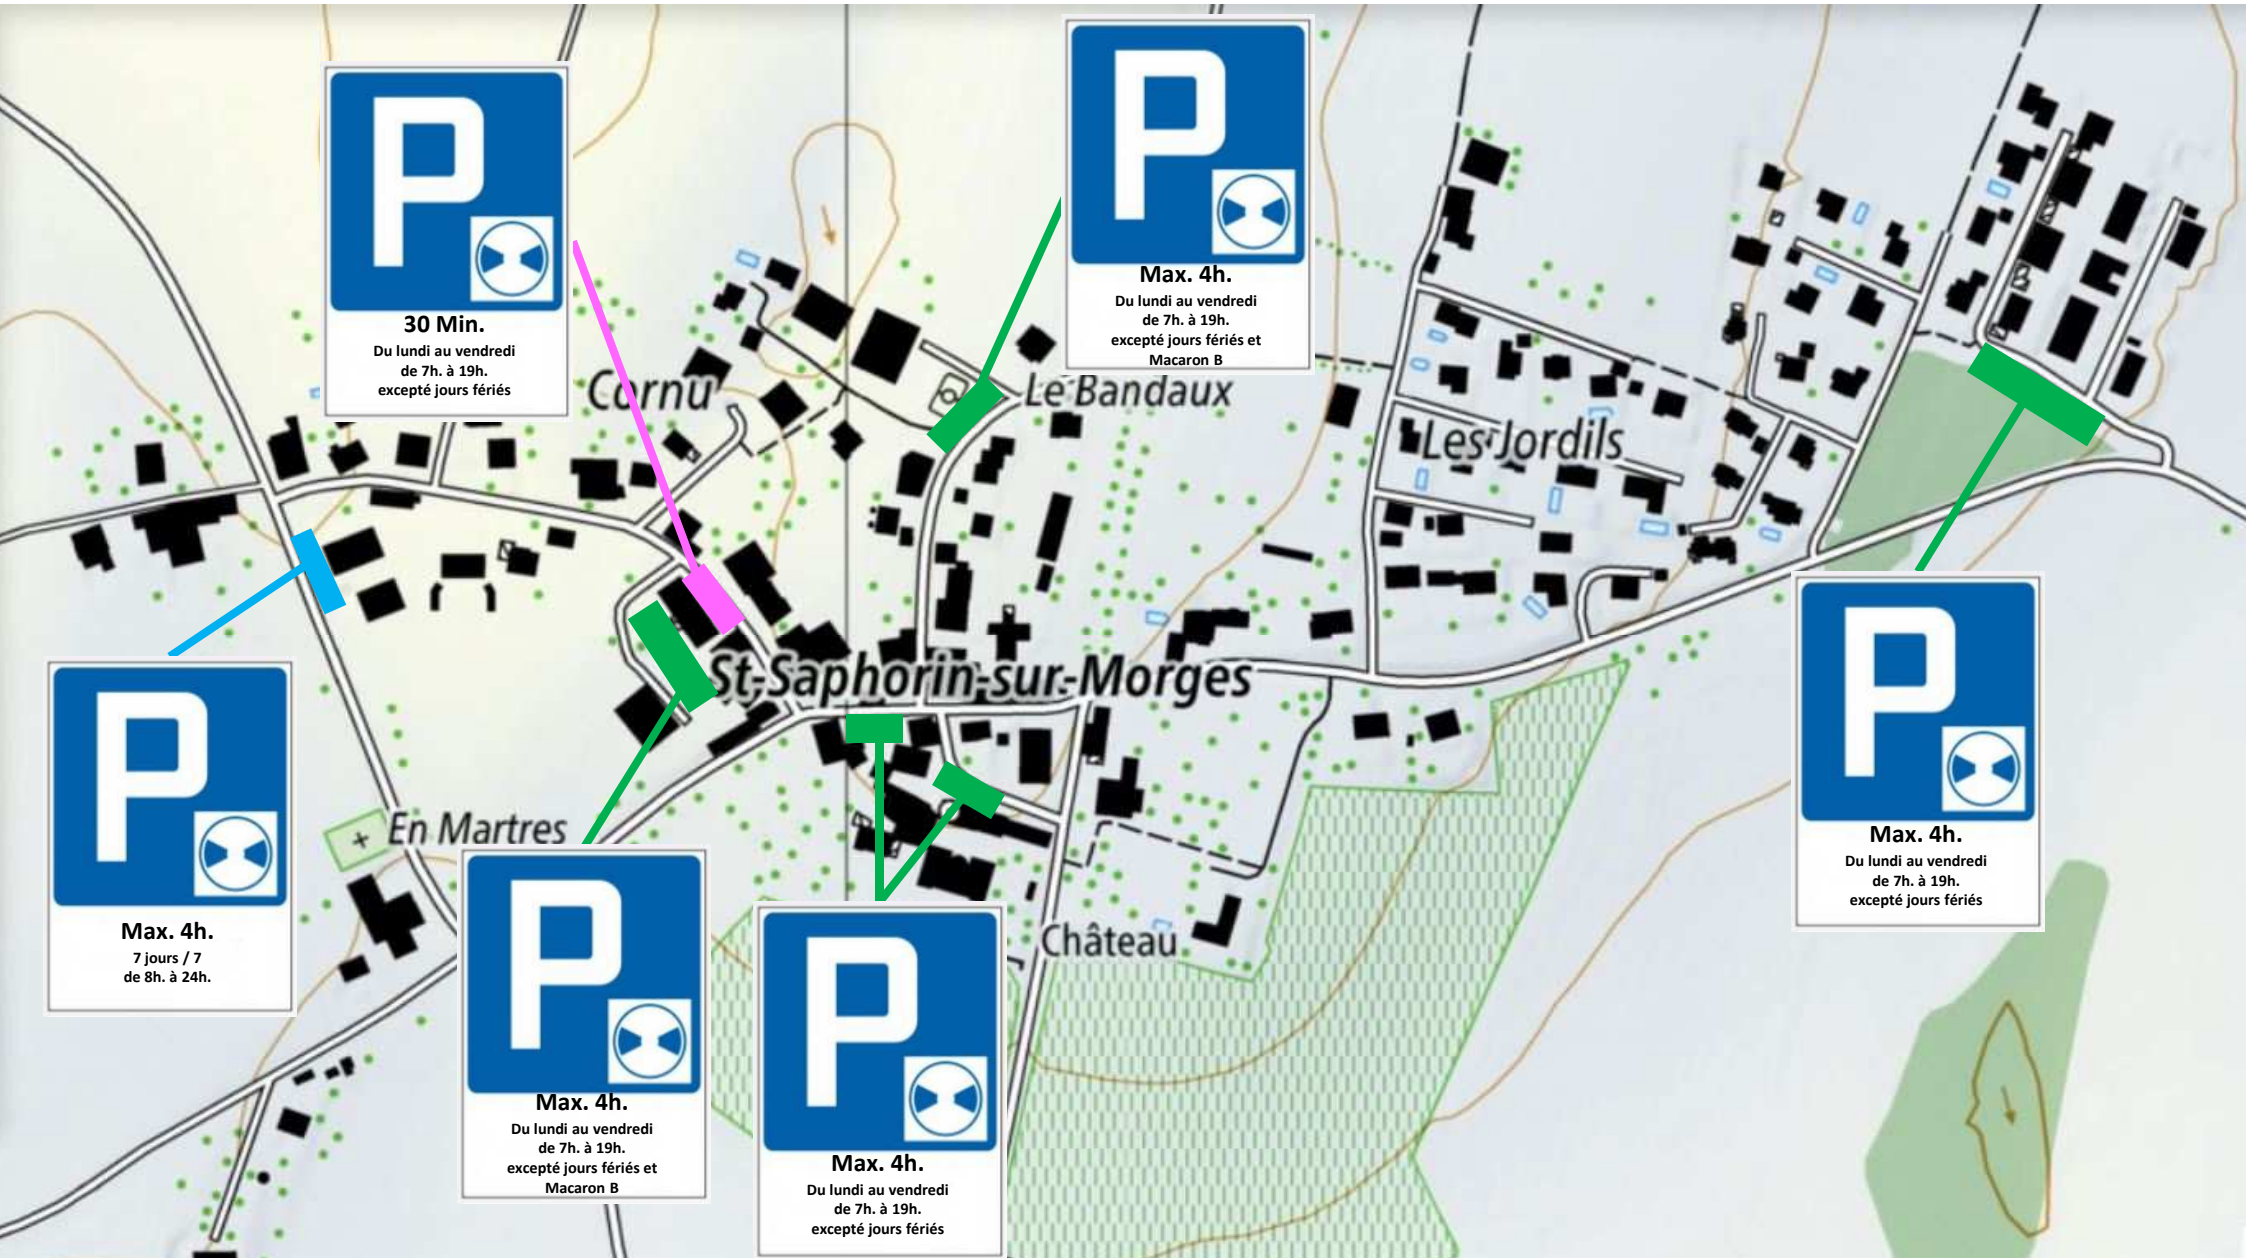 P
30 Min.
Du lundi au vendredi
de 7h. à 19h.
excepté jours fériés
P
Max. 4h.
Du lundi au vendredi
de 7h. à 19h.
excepté jours fériés et
Macaron B
Cornu
Le Bandaux
Les Jordils
St-Saphorin-sur-Morges
En Martres
Château
P
Max. 4h.
7 jours / 7
de 8h. à 24h.
P
Max. 4h.
Du lundi au vendredi
de 7h. à 19h.
excepté jours fériés et
Macaron B
P
Max. 4h.
Du lundi au vendredi
de 7h. à 19h.
excepté jours fériés
P
Max. 4h.
Du lundi au vendredi
de 7h. à 19h.
excepté jours fériés